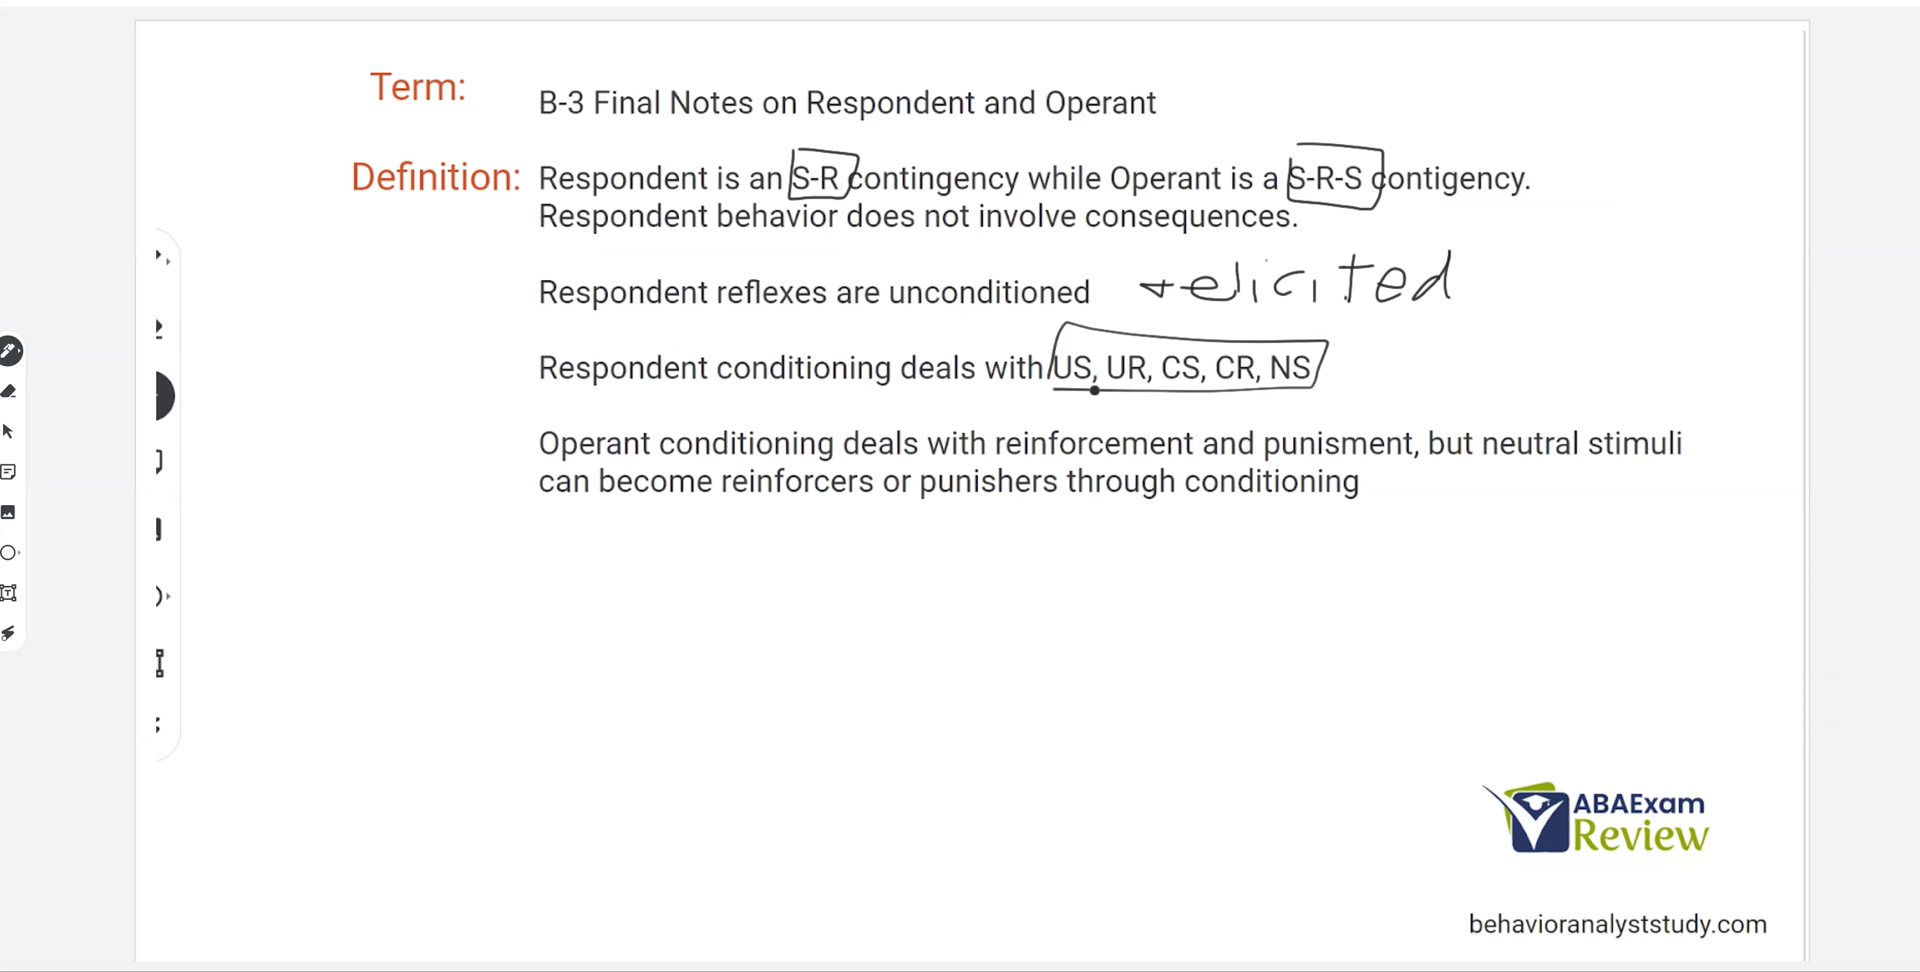 Term:
B-3 Final Notes on Respondent and Operant
Definition:
Respondent is an S-R contingency while Operant is a S-R-S contigency.
Respondent behavior does not involve consequences.
Respondent reflexes are unconditioned + elicited
Respondent conditioning deals with US, UR, CS, CR, NS
Operant conditioning deals with reinforcement and punisment, but neutral stimuli
can become reinforcers or punishers through conditioning
ABAExam
Review
behavioranalyststudy.com